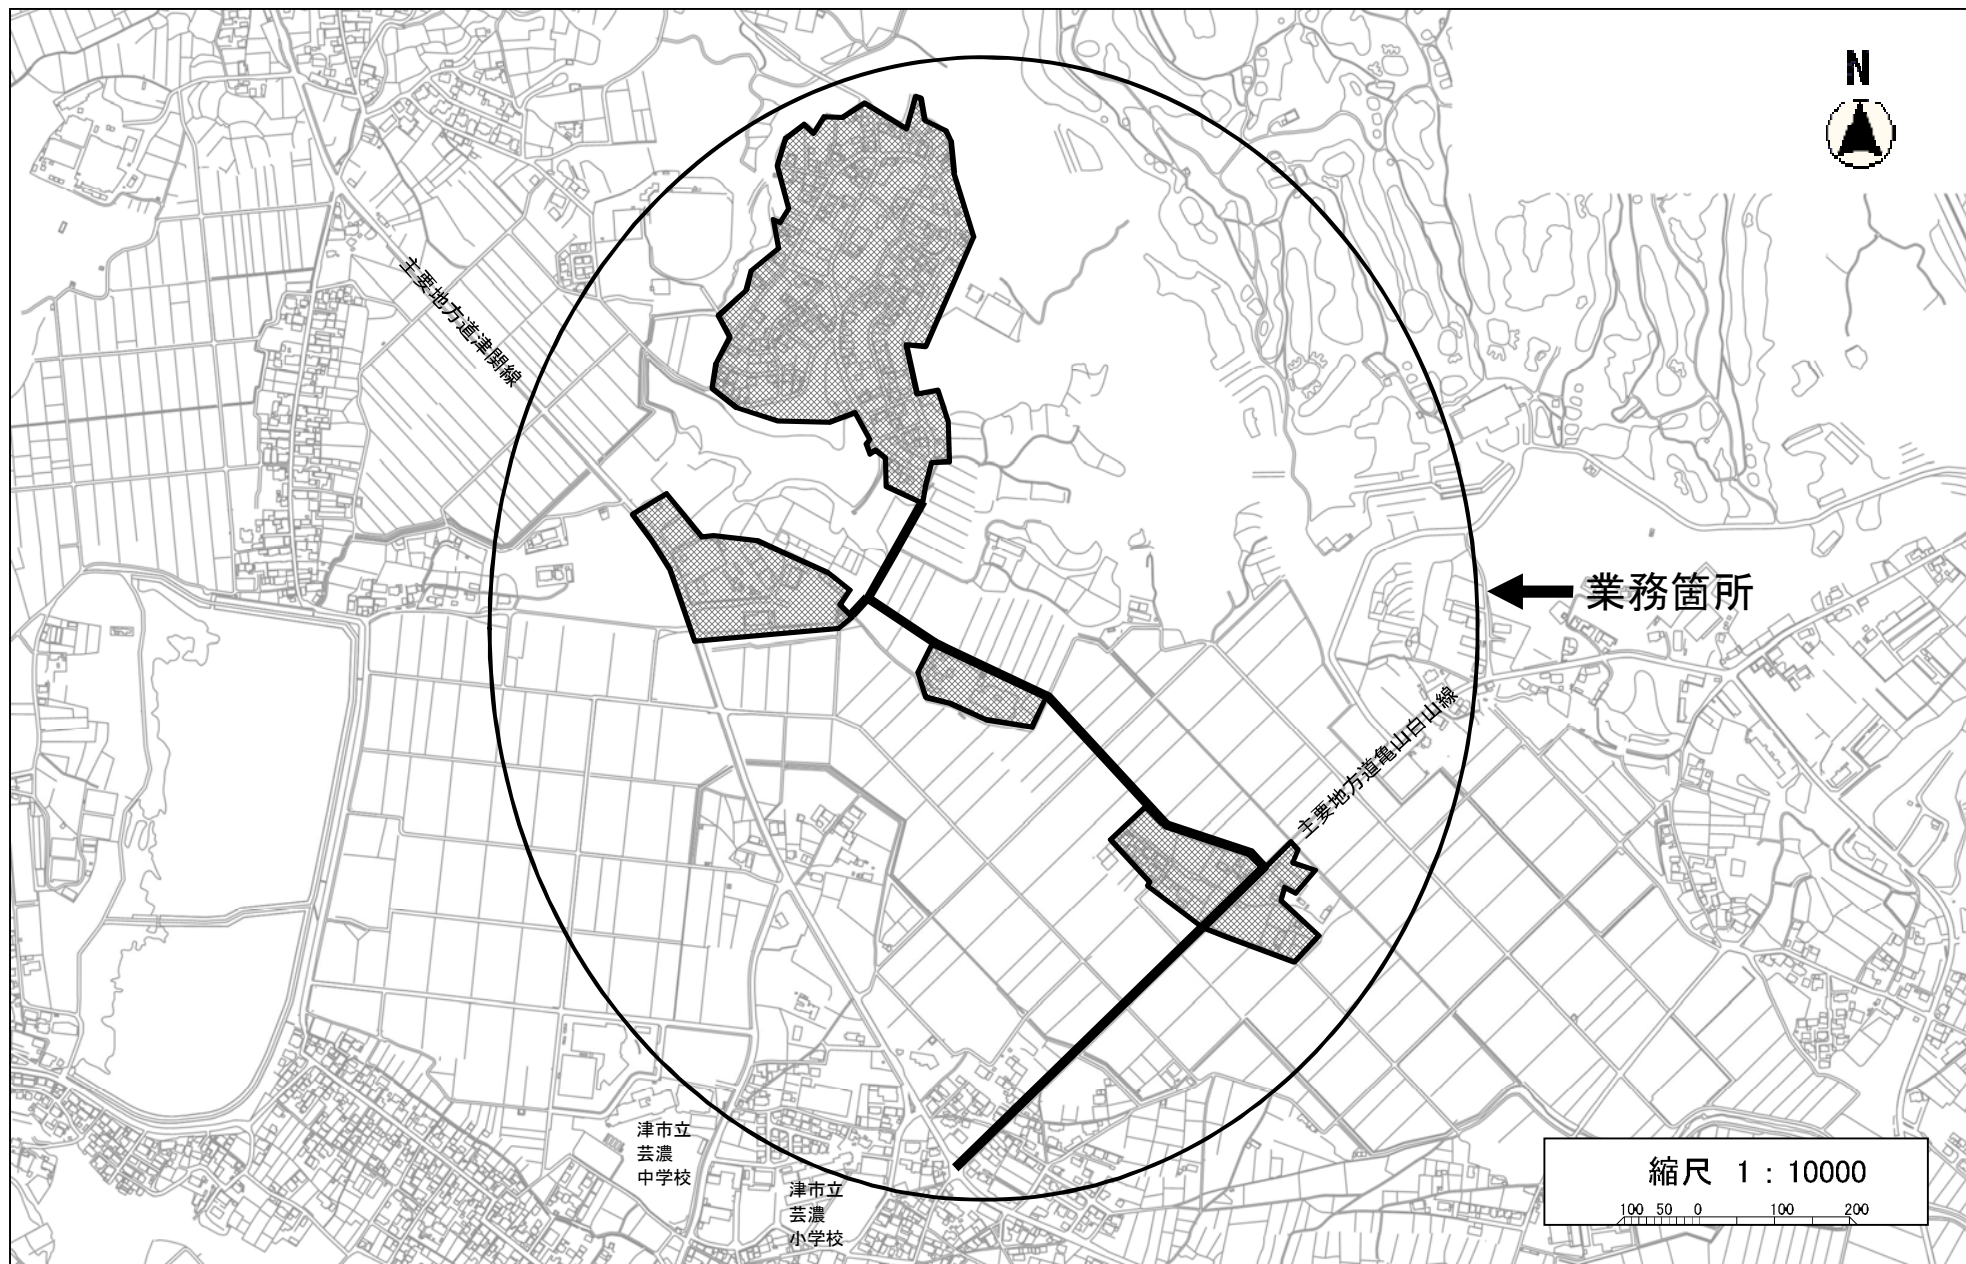 N
主要地方道津関線
業務箇所
主要地方道亀山白山線
津市立
芸濃
中学校
津市立
芸濃
小学校
縮尺 1:10000
100 50 0 100 200